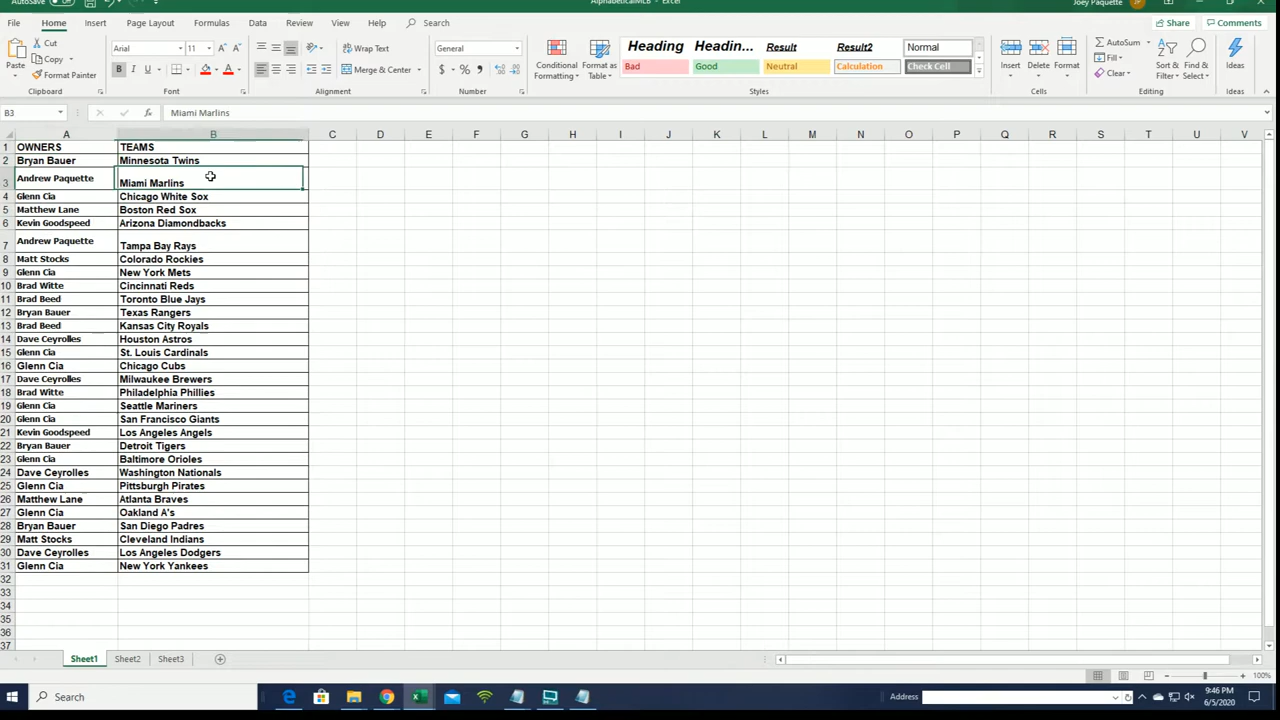 AutoSave Off AlphabeticalMLB - Excel Joey Paquette JP
File Home Insert Page Layout Formulas Data Review View Help Search Share Comments
Paste Cut Copy Format Painter Clipboard
Arial 11 A A B I U A Font
Wrap Text Merge & Center Alignment
General $ % , Number
Conditional Formatting Format as Table
Heading Headin... Result Result2 Normal
Bad Good Neutral Calculation Check Cell
Styles
Insert Delete Format Cells
AutoSum Fill Clear Sort & Filter Find & Select Editing
Ideas Ideas
B3 fx Miami Marlins
A B C D E F G H I J K L M N O P Q R S T U V
1 OWNERS TEAMS
2 Bryan Bauer Minnesota Twins
3 Andrew Paquette Miami Marlins
4 Glenn Cia Chicago White Sox
5 Matthew Lane Boston Red Sox
6 Kevin Goodspeed Arizona Diamondbacks
7 Andrew Paquette Tampa Bay Rays
8 Matt Stocks Colorado Rockies
9 Glenn Cia New York Mets
10 Brad Witte Cincinnati Reds
11 Brad Beed Toronto Blue Jays
12 Bryan Bauer Texas Rangers
13 Brad Beed Kansas City Royals
14 Dave Ceyrolles Houston Astros
15 Glenn Cia St. Louis Cardinals
16 Glenn Cia Chicago Cubs
17 Dave Ceyrolles Milwaukee Brewers
18 Brad Witte Philadelphia Phillies
19 Glenn Cia Seattle Mariners
20 Glenn Cia San Francisco Giants
21 Kevin Goodspeed Los Angeles Angels
22 Bryan Bauer Detroit Tigers
23 Glenn Cia Baltimore Orioles
24 Dave Ceyrolles Washington Nationals
25 Glenn Cia Pittsburgh Pirates
26 Matthew Lane Atlanta Braves
27 Glenn Cia Oakland A's
28 Bryan Bauer San Diego Padres
29 Matt Stocks Cleveland Indians
30 Dave Ceyrolles Los Angeles Dodgers
31 Glenn Cia New York Yankees
32
33
34
35
36
37
Sheet1 Sheet2 Sheet3
100%
Search Address 9:46 PM
6/5/2020